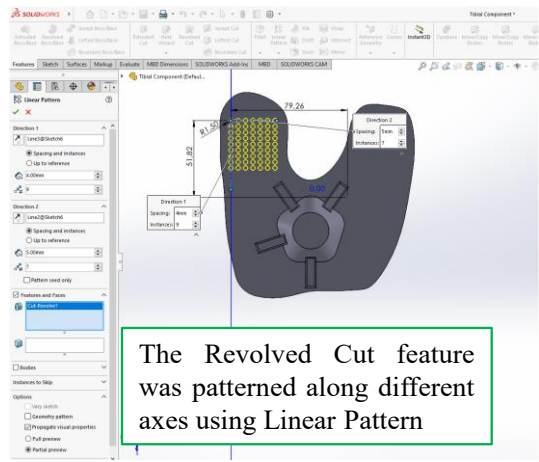 SOLIDWORKS
Tibial Component *
Instant3D
Features Sketch Surfaces Markup Evaluate MBD Dimensions SOLIDWORKS Add-Ins MBD SOLIDWORKS CAM
Tibial Component (Defaul...
Linear Pattern
Direction 1
Line3@Sketch6
Spacing and instances
Up to reference
4.00mm
9
Direction 2
Line2@Sketch6
Spacing and instances
Up to reference
5.00mm
7
Pattern seed only
Features and Faces
Cut-Revolve1
Bodies
Instances to Skip
Options
Vary sketch
Geometry pattern
Propagate visual properties
Full preview
Partial preview
79,26
R1,50
51,82
0,00
Direction 2
Spacing: 5mm
Instances: 7
Direction 1
Spacing: 4mm
Instances: 9
The Revolved Cut feature
was patterned along different
axes using Linear Pattern